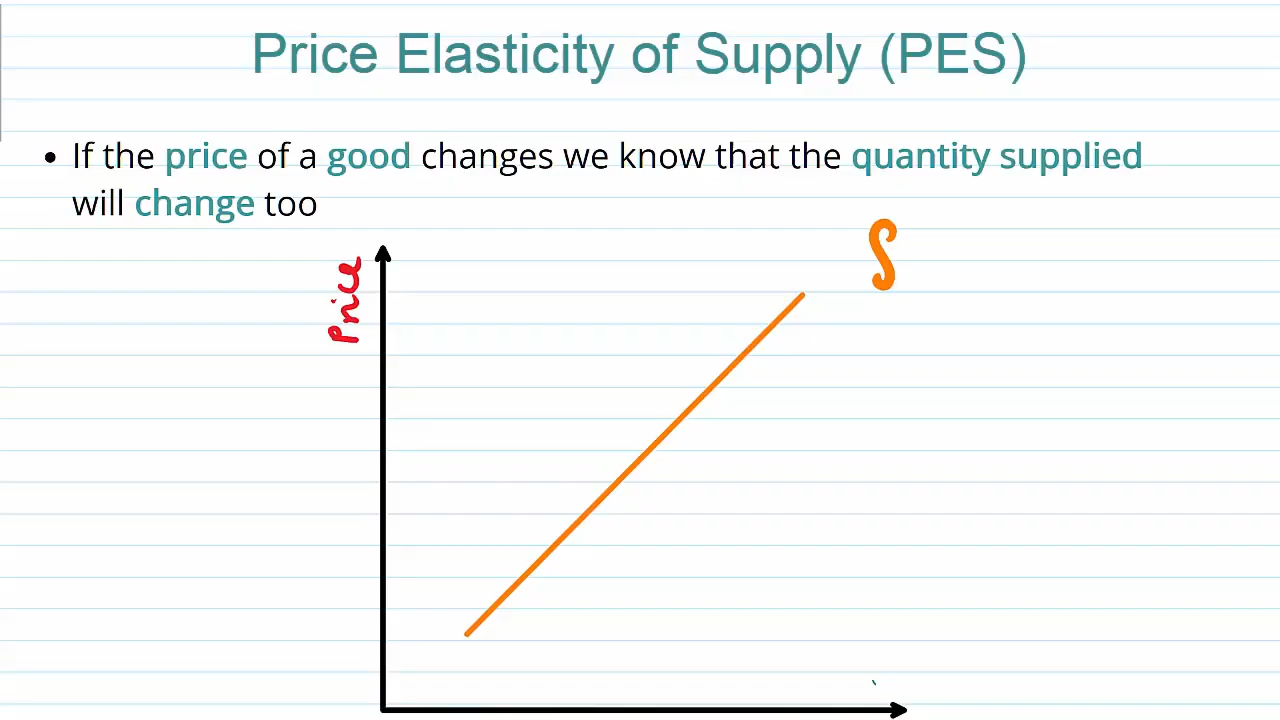 Price Elasticity of Supply (PES)
• If the price of a good changes we know that the quantity supplied
will change too
S
Price